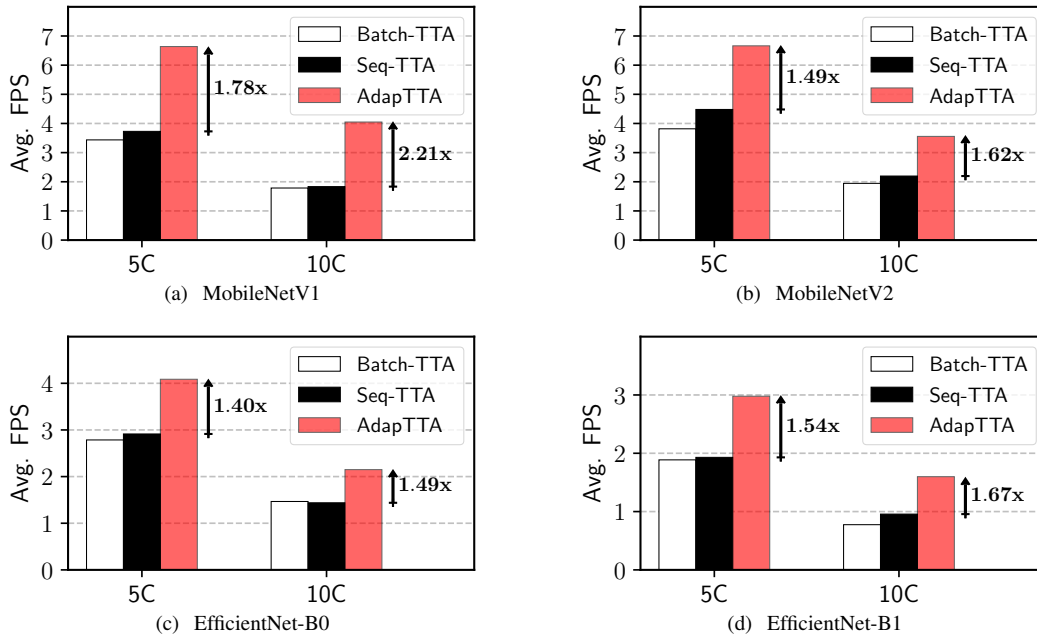 Avg. FPS
7
6
5
4
3
2
1
0
Batch-TTA
Seq-TTA
AdapTTA
1.78x
2.21x
5C
10C
(a) MobileNetV1
Avg. FPS
7
6
5
4
3
2
1
0
Batch-TTA
Seq-TTA
AdapTTA
1.49x
1.62x
5C
10C
(b) MobileNetV2
Avg. FPS
4
3
2
1
0
Batch-TTA
Seq-TTA
AdapTTA
1.40x
1.49x
5C
10C
(c) EfficientNet-B0
Avg. FPS
3
2
1
0
Batch-TTA
Seq-TTA
AdapTTA
1.54x
1.67x
5C
10C
(d) EfficientNet-B1